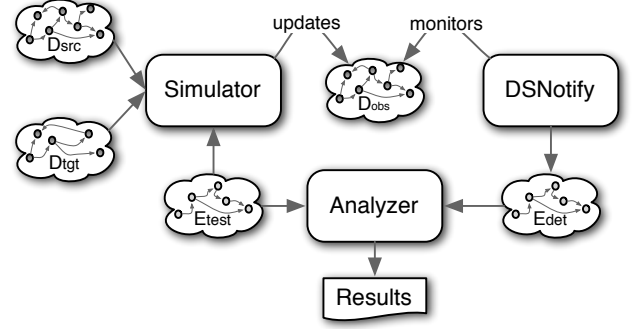 Dsrc
updates
monitors
Simulator
Dobs
DSNotify
Dtgt
Etest
Analyzer
Edet
Results